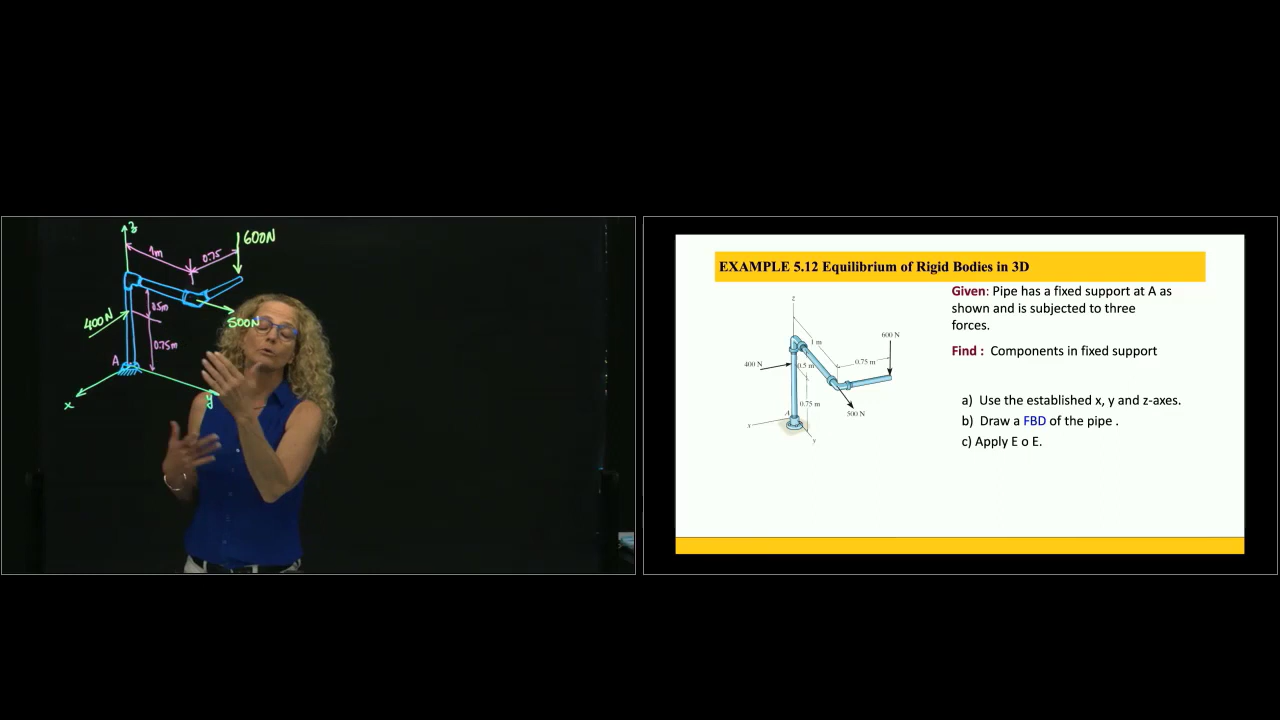 z
1m
0.75
600N
0.5m
400N
500N
0.75m
A
x
y
EXAMPLE 5.12 Equilibrium of Rigid Bodies in 3D
Given: Pipe has a fixed support at A as
shown and is subjected to three
forces.
Find : Components in fixed support
a) Use the established x, y and z-axes.
b) Draw a FBD of the pipe .
c) Apply E o E.
z
600 N
1 m
0.75 m
400 N
0.5 m
0.75 m
500 N
A
x
y